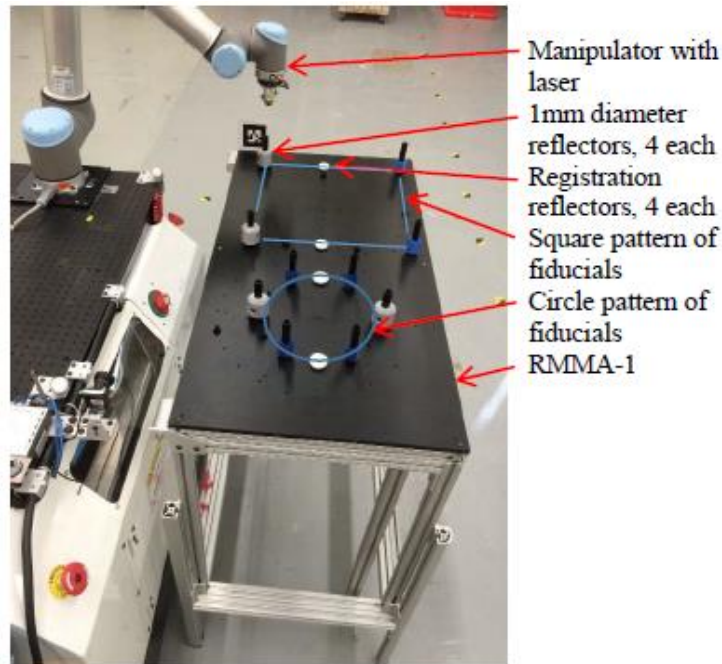 Manipulator with
laser
1mm diameter
reflectors, 4 each
Registration
reflectors, 4 each
Square pattern of
fiducials
Circle pattern of
fiducials
RMMA-1